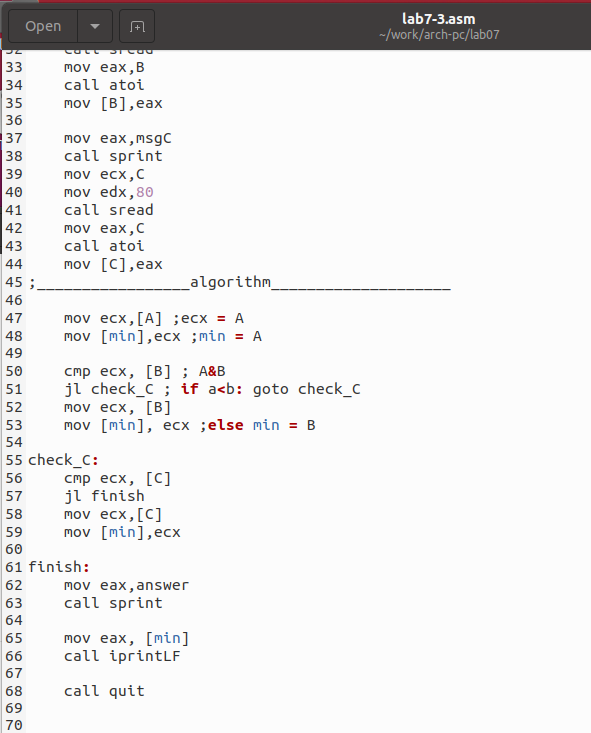 Open
lab7-3.asm
~/work/arch-pc/lab07
32 call sread
33 mov eax,B
34 call atoi
35 mov [B],eax
36
37 mov eax,msgC
38 call sprint
39 mov ecx,C
40 mov edx,80
41 call sread
42 mov eax,C
43 call atoi
44 mov [C],eax
45 ;_________________algorithm____________________
46
47 mov ecx,[A] ;ecx = A
48 mov [min],ecx ;min = A
49
50 cmp ecx, [B] ; A&B
51 jl check_C ; if a<b: goto check_C
52 mov ecx, [B]
53 mov [min], ecx ;else min = B
54
55 check_C:
56 cmp ecx, [C]
57 jl finish
58 mov ecx,[C]
59 mov [min],ecx
60
61 finish:
62 mov eax,answer
63 call sprint
64
65 mov eax, [min]
66 call iprintLF
67
68 call quit
69
70